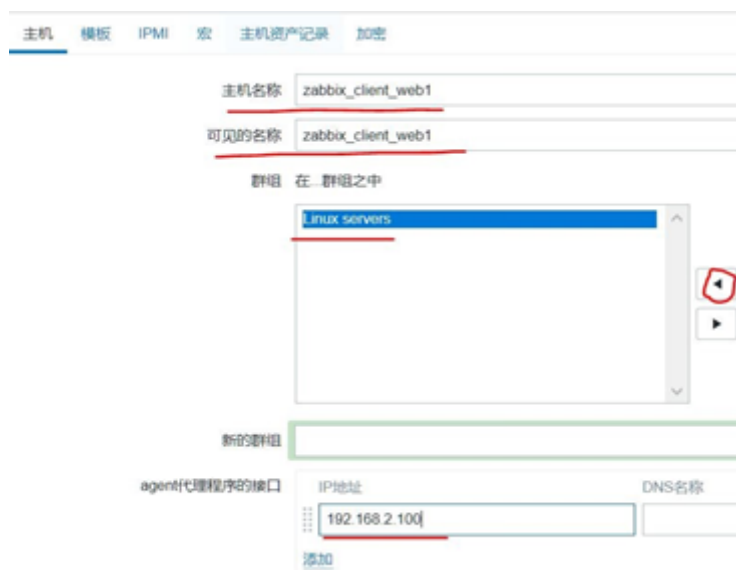 主机 模板 IPMI 宏 主机资产记录 加密
主机名称 zabbix_client_web1
可见的名称 zabbix_client_web1
群组 在...群组之中
Linux servers
新的群组
agent代理程序的接口 IP地址 DNS名称
192.168.2.100
添加